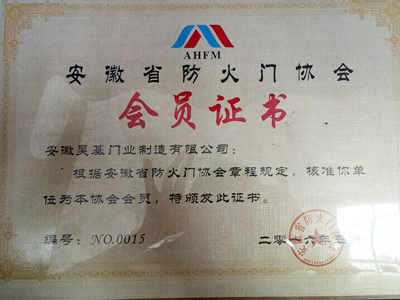 AHFM
安徽省防火门协会
会员证书
安徽昊基门业制造有限公司：
根据安徽省防火门协会章程规定，核准你单
位为本协会会员，特颁发此证书。
编号：NO.0015
二零一六年